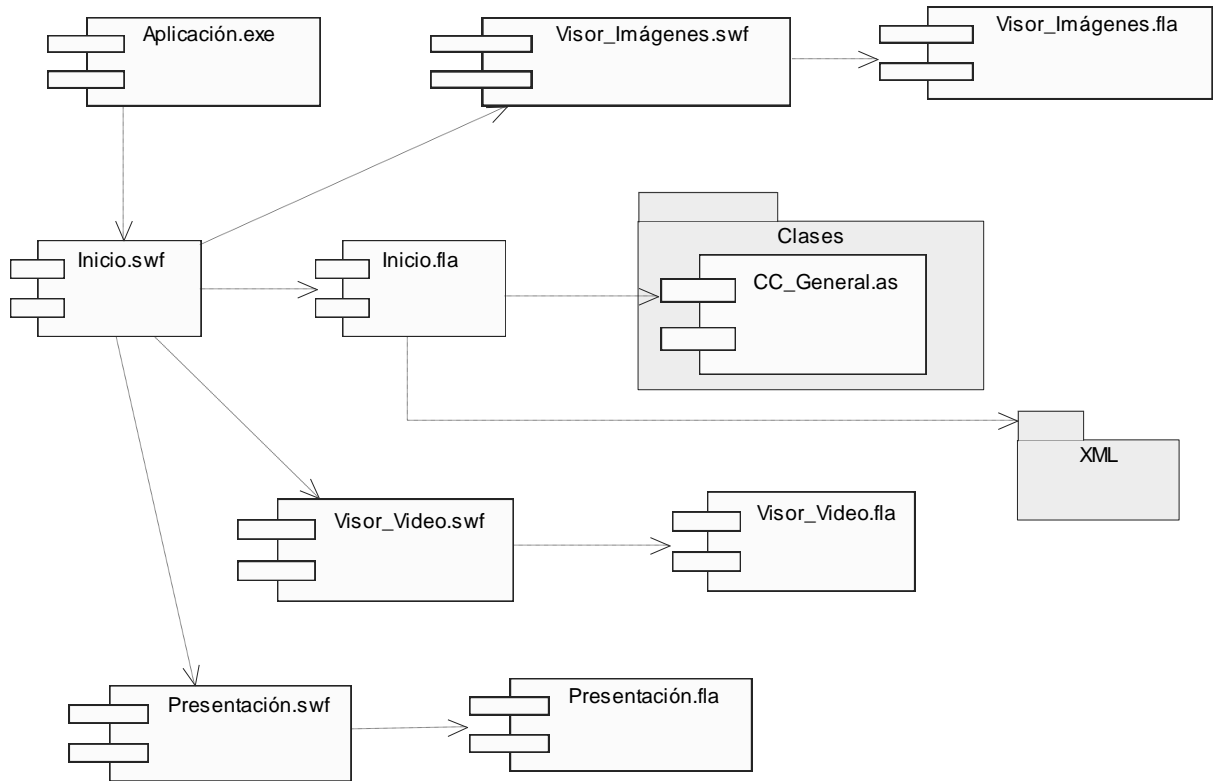 Aplicación.exe
Visor_Imágenes.swf
Visor_Imágenes.fla
Inicio.swf
Inicio.fla
Clases
CC_General.as
XML
Visor_Video.swf
Visor_Video.fla
Presentación.swf
Presentación.fla